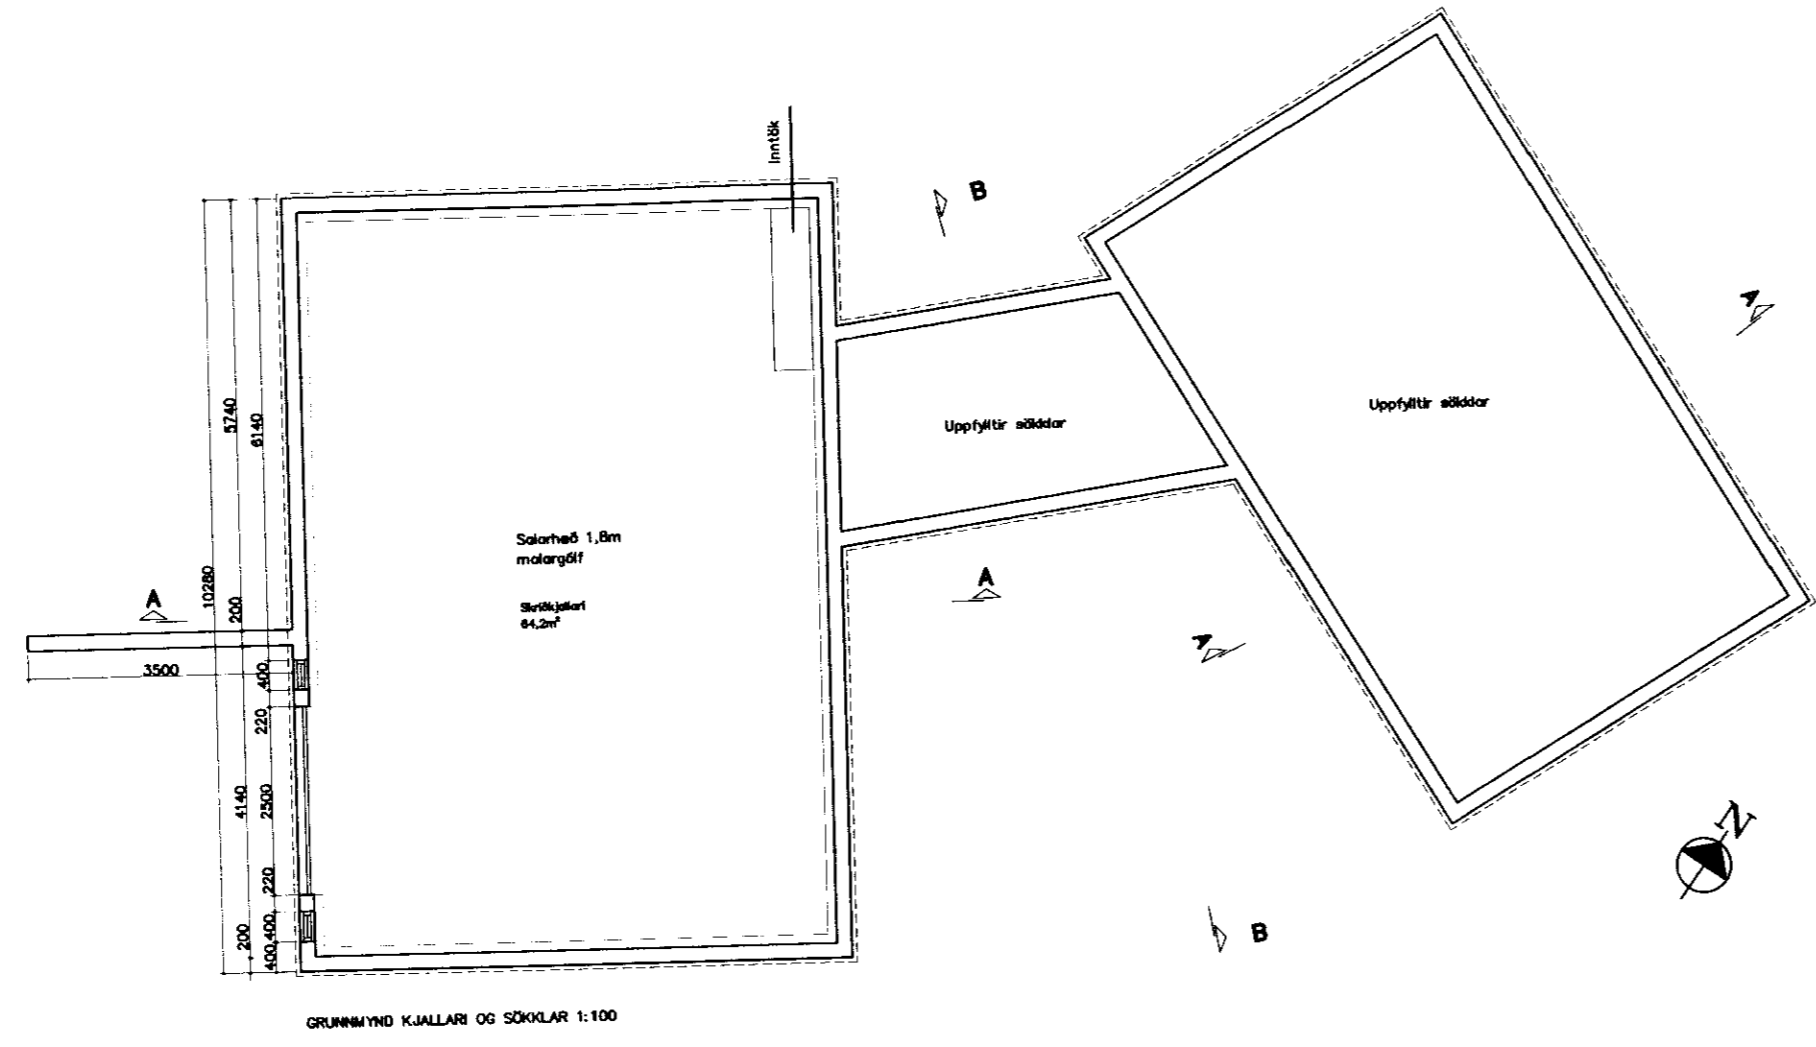 Inntök
B
A
5740
6140
Uppfylltir sökklar
Uppfylltir sökklar
Salarhæð 1,8m
malargólf
10280
200
A
A
Skriðkjallari
64,2m²
3500
400
A
220
4140
2500
N
220
200
400
400
B
GRUNNMYND KJALLARI OG SÖKKLAR 1:100